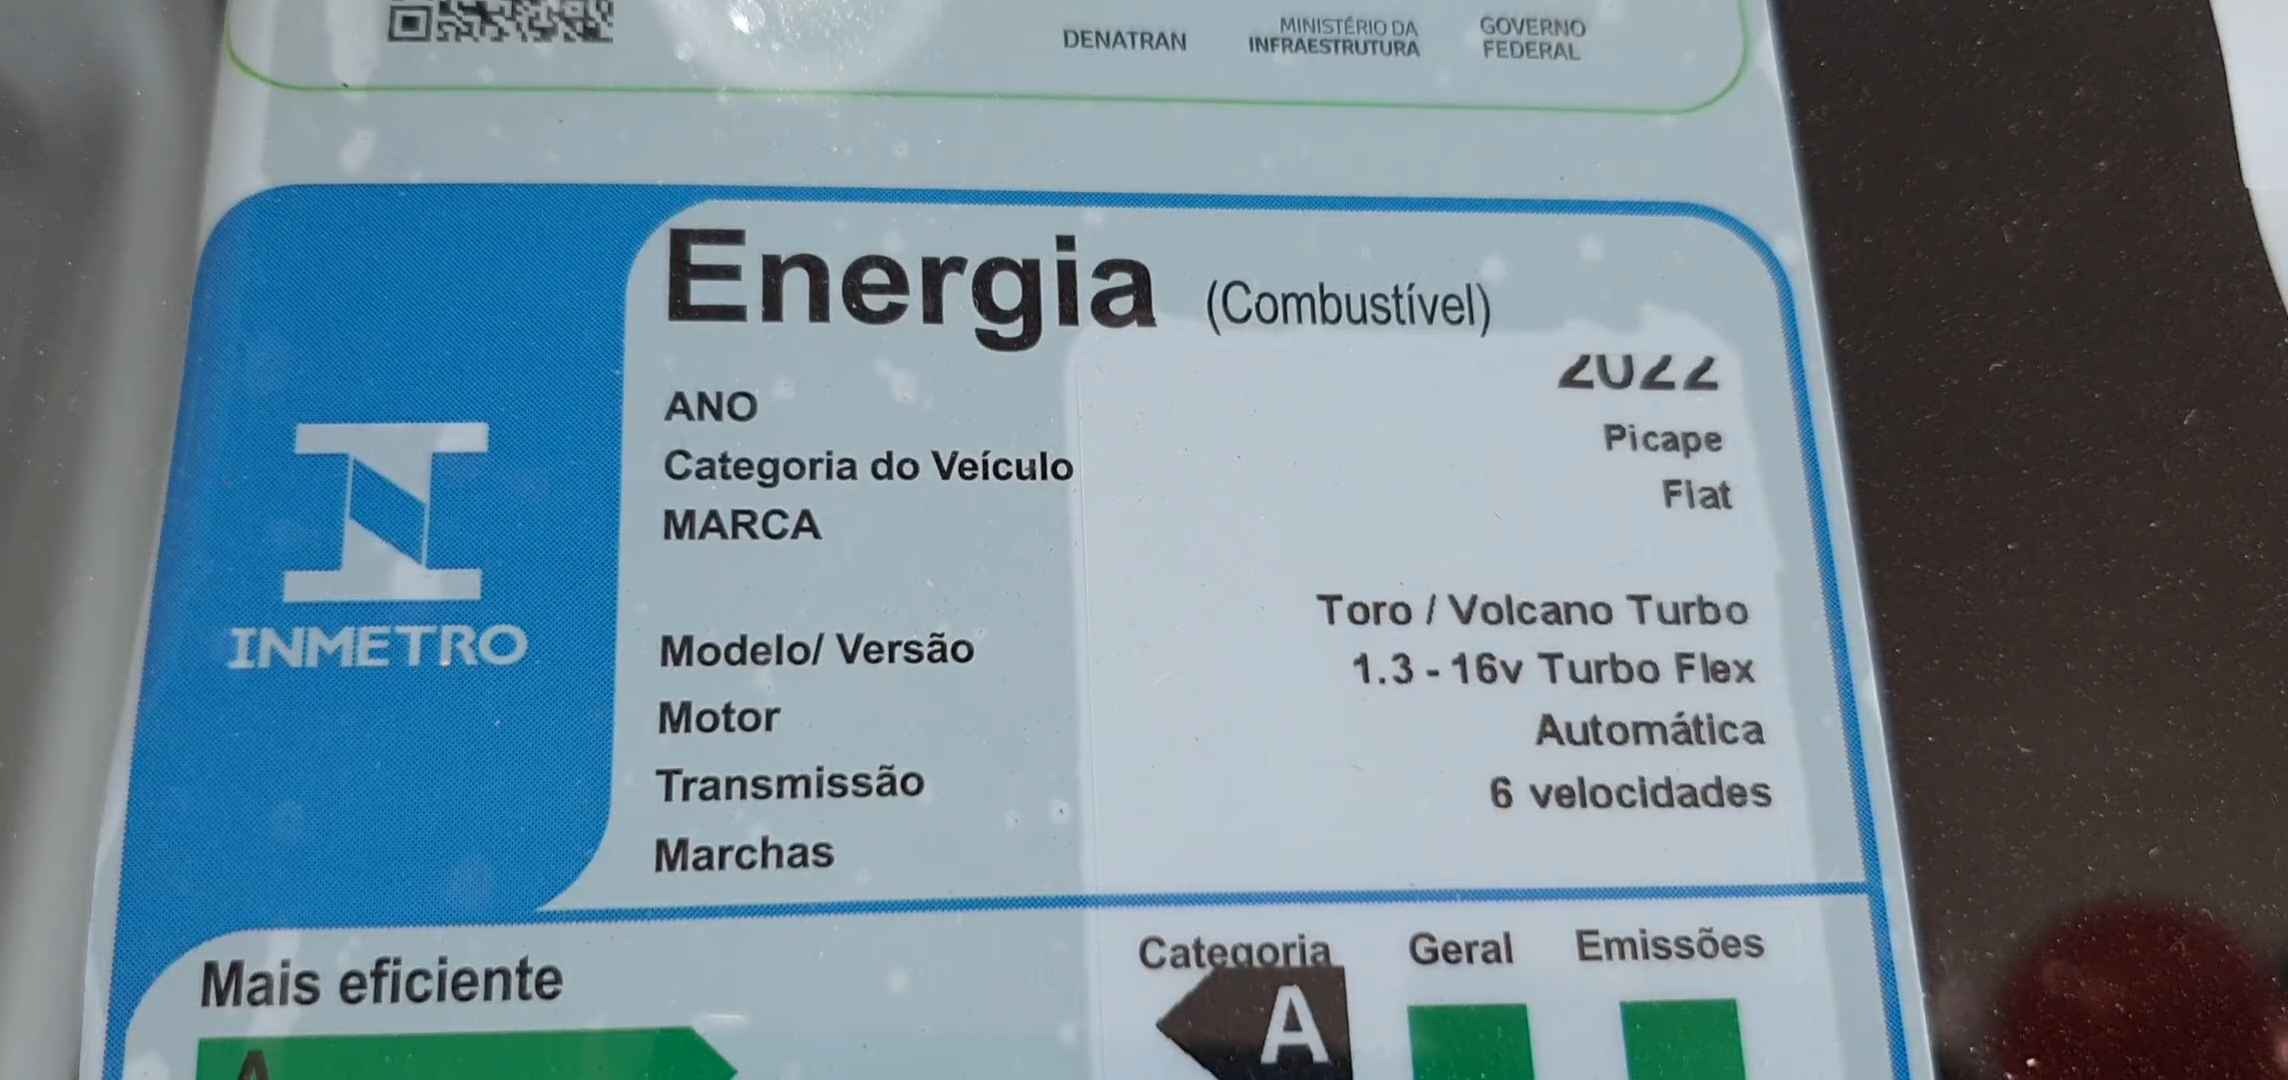 DENATRAN
MINISTÉRIO DA
INFRAESTRUTURA
GOVERNO
FEDERAL
Energia (Combustível)
INMETRO
ANO 2022
Categoria do Veículo Picape
MARCA Fiat
Modelo/ Versão Toro / Volcano Turbo
Motor 1.3 - 16v Turbo Flex
Transmissão Automática
Marchas 6 velocidades
Mais eficiente
Categoria Geral Emissões
A
A